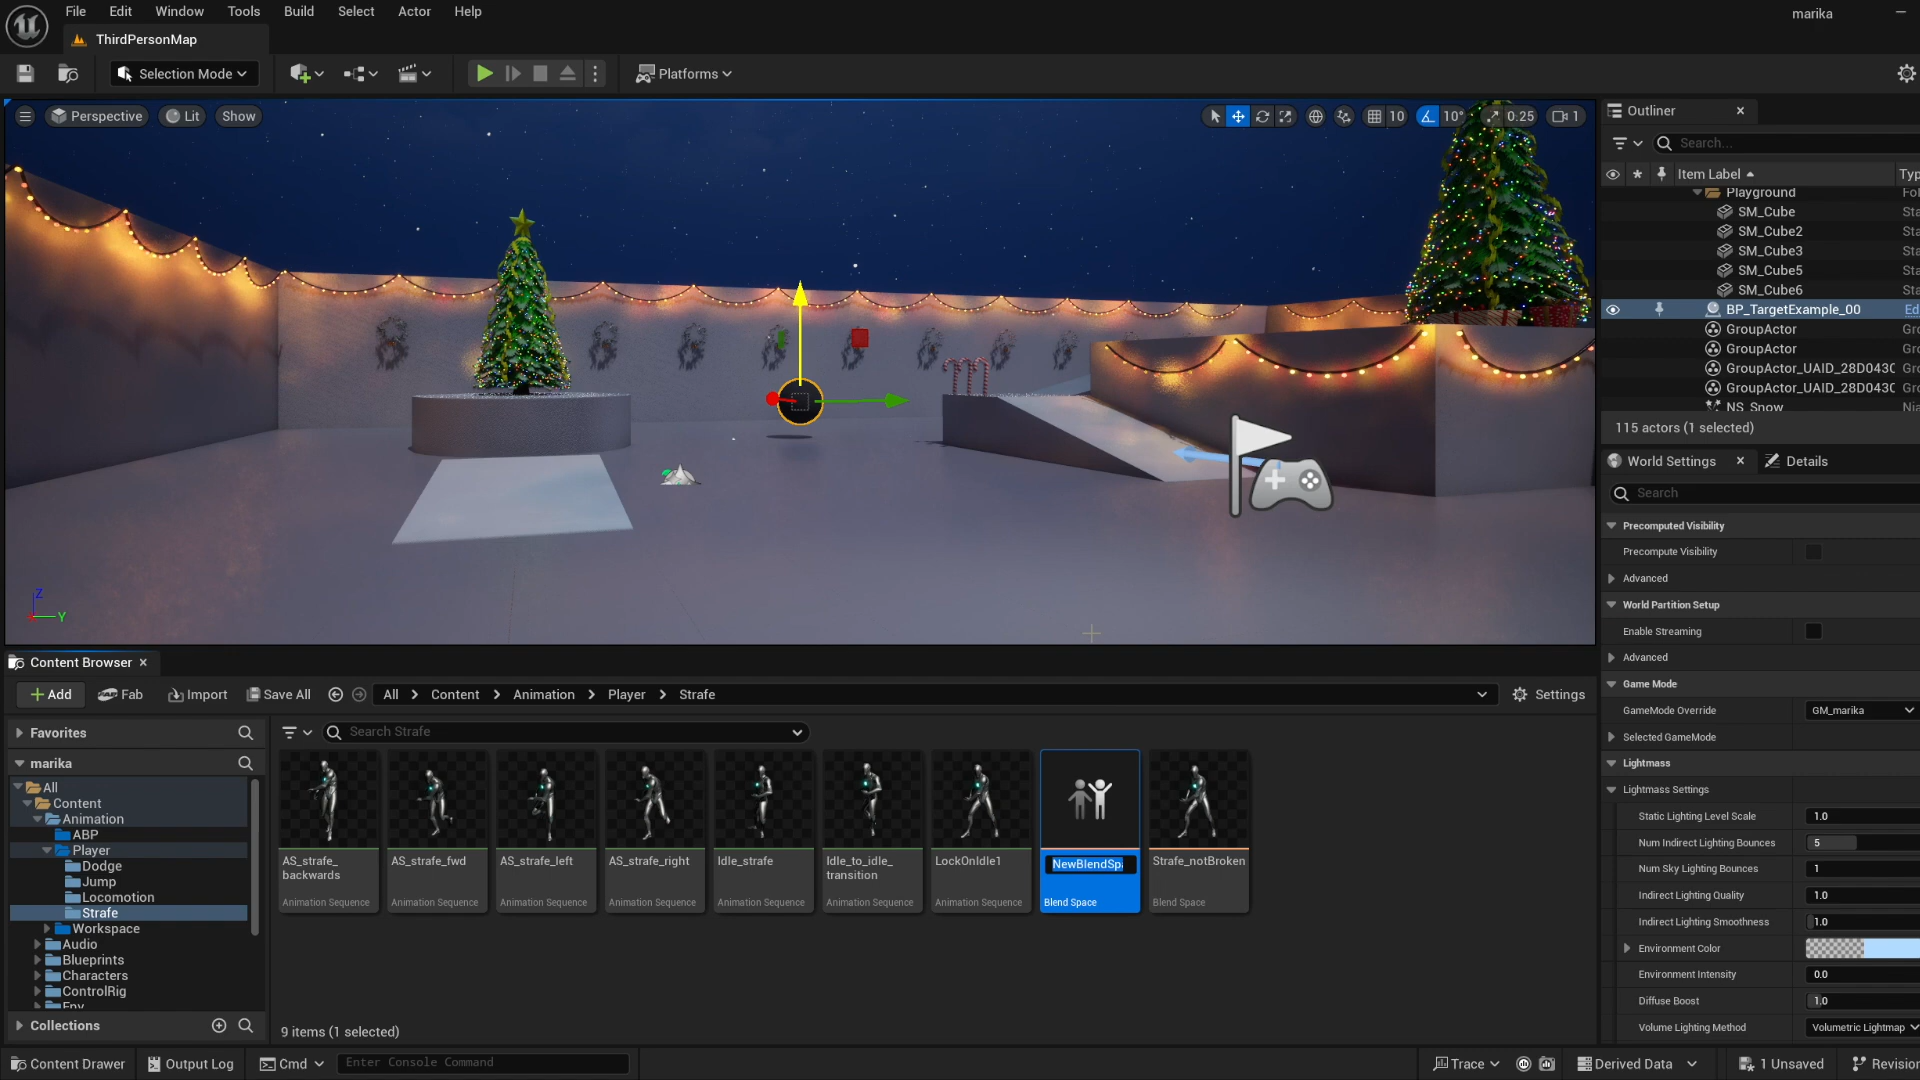 File Edit Window Tools Build Select Actor Help
marika
ThirdPersonMap
Selection Mode
Platforms
Perspective Lit Show
10 10° 0.25 1
Outliner
Search...
Item Label Typ
Playground Fo
SM_Cube Sta
SM_Cube2 Sta
SM_Cube3 Sta
SM_Cube5 Sta
SM_Cube6 Sta
BP_TargetExample_00 Ed
GroupActor Gro
GroupActor Gro
GroupActor_UAID_28D043C Gro
GroupActor_UAID_28D043C Gro
NS_Snow Nia
115 actors (1 selected)
World Settings Details
Search
Precomputed Visibility
Precompute Visibility
Advanced
World Partition Setup
Enable Streaming
Advanced
Game Mode
GameMode Override GM_marika
Selected GameMode
Lightmass
Lightmass Settings
Static Lighting Level Scale 1.0
Num Indirect Lighting Bounces 5
Num Sky Lighting Bounces 1
Indirect Lighting Quality 1.0
Indirect Lighting Smoothness 1.0
Environment Color
Environment Intensity 0.0
Diffuse Boost 1.0
Volume Lighting Method Volumetric Lightmap
Z
Y
Content Browser
Add Fab Import Save All All Content Animation Player Strafe Settings
Favorites
marika
All
Content
Animation
ABP
Player
Dodge
Jump
Locomotion
Strafe
Workspace
Audio
Blueprints
Characters
ControlRig
Env
Collections
Search Strafe
AS_strafe_
backwards
Animation Sequence
AS_strafe_fwd
Animation Sequence
AS_strafe_left
Animation Sequence
AS_strafe_right
Animation Sequence
Idle_strafe
Animation Sequence
Idle_to_idle_
transition
Animation Sequence
LockOnIdle1
Animation Sequence
NewBlendSpa
Blend Space
Strafe_notBroken
Blend Space
9 items (1 selected)
Content Drawer Output Log Cmd Enter Console Command
Trace Derived Data 1 Unsaved Revision